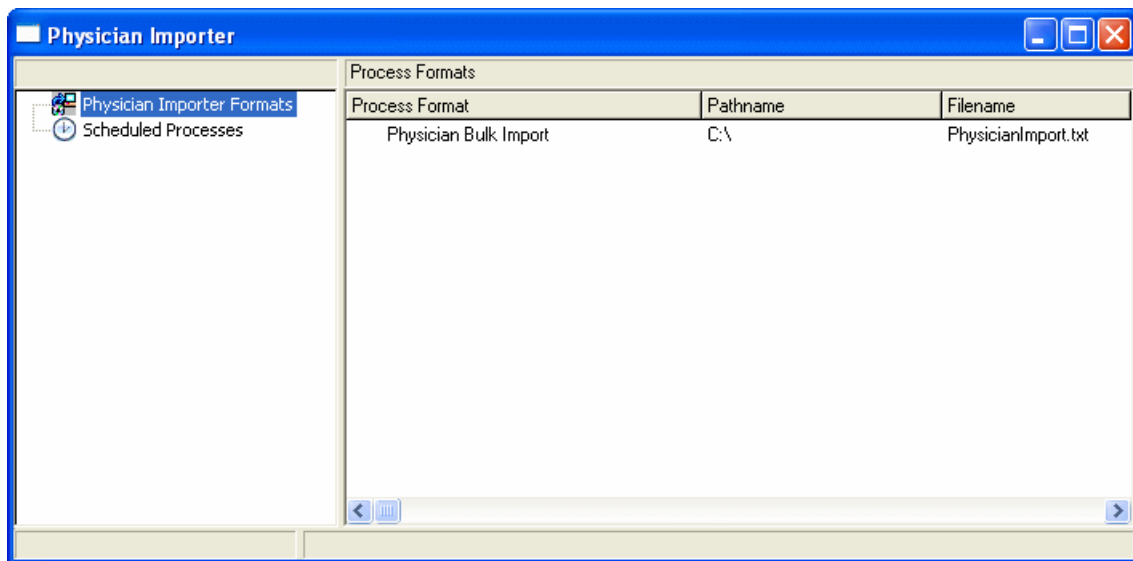 Physician Importer
Process Formats
Physician Importer Formats
Scheduled Processes
Process Format Pathname Filename
Physician Bulk Import C:\ PhysicianImport.txt